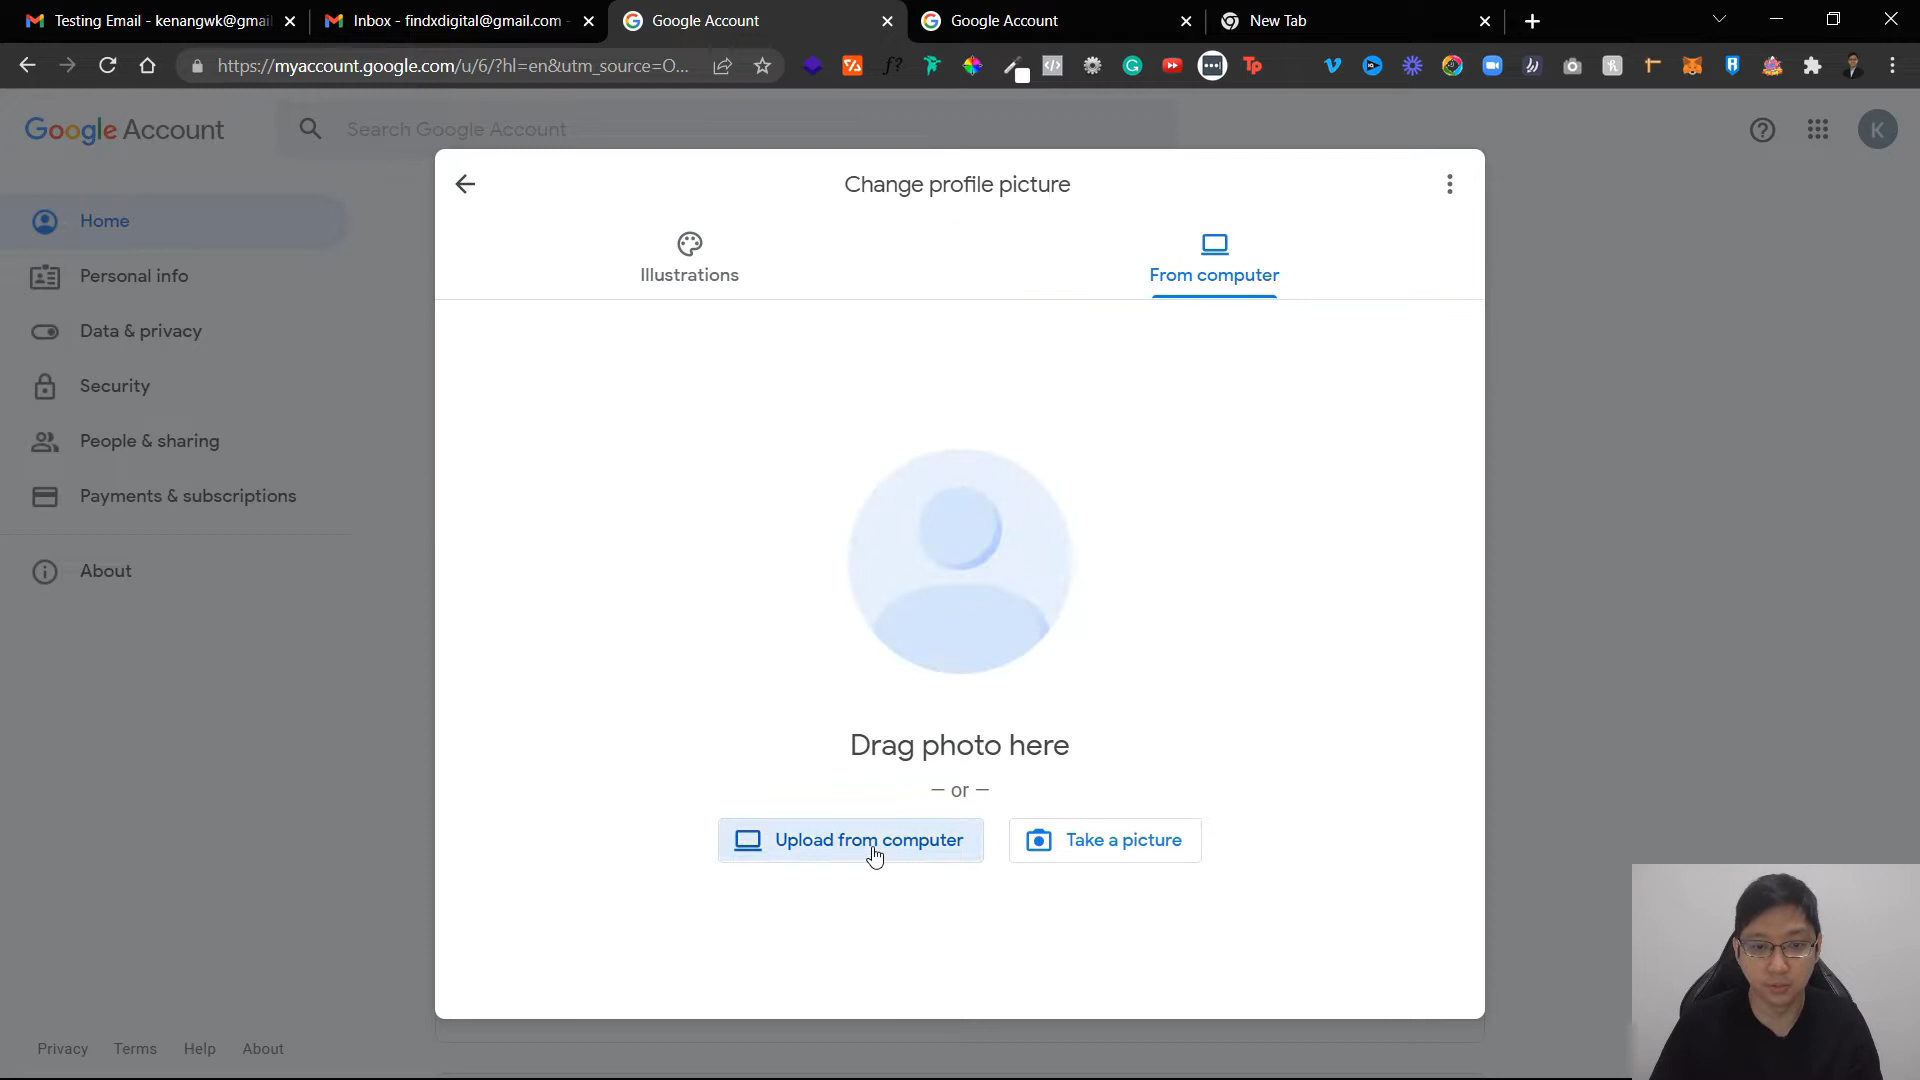 Testing Email - kenangwk@gmai
Inbox - findxdigital@gmail.com -
Google Account
Google Account
New Tab
https://myaccount.google.com/u/6/?hl=en&utm_source=O...
Google Account
Search Google Account
K
Change profile picture
Illustrations
From computer
Home
Personal info
Data & privacy
Security
People & sharing
Payments & subscriptions
About
Drag photo here
— or —
Upload from computer
Take a picture
Privacy
Terms
Help
About